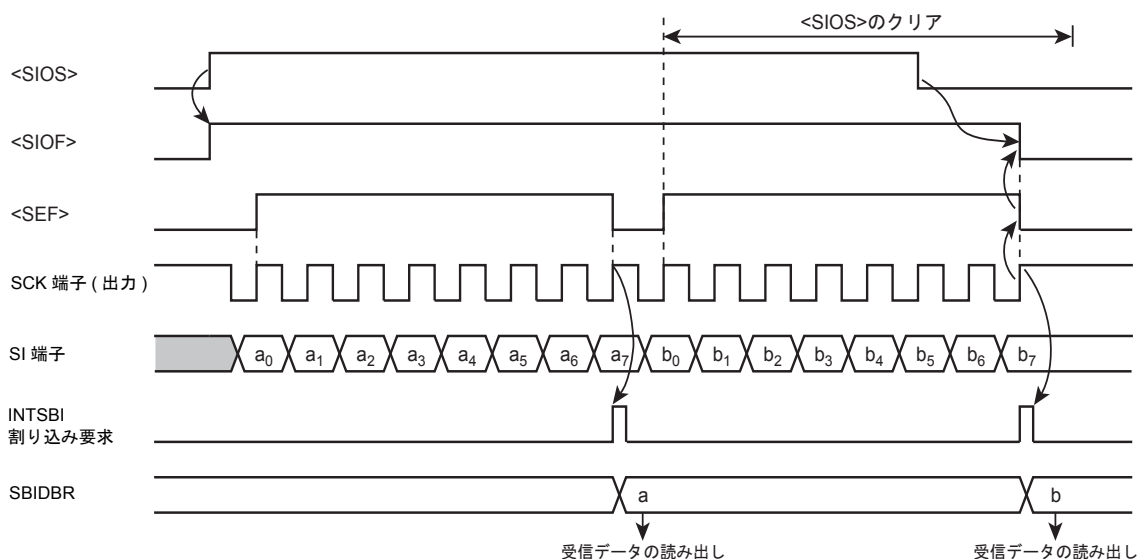 <SIOS>のクリア
<SIOS>
<SIOF>
<SEF>
SCK 端子 ( 出力 )
SI 端子
a0 a1 a2 a3 a4 a5 a6 a7 b0 b1 b2 b3 b4 b5 b6 b7
INTSBI
割り込み要求
SBIDBR
a b
受信データの読み出し 受信データの読み出し